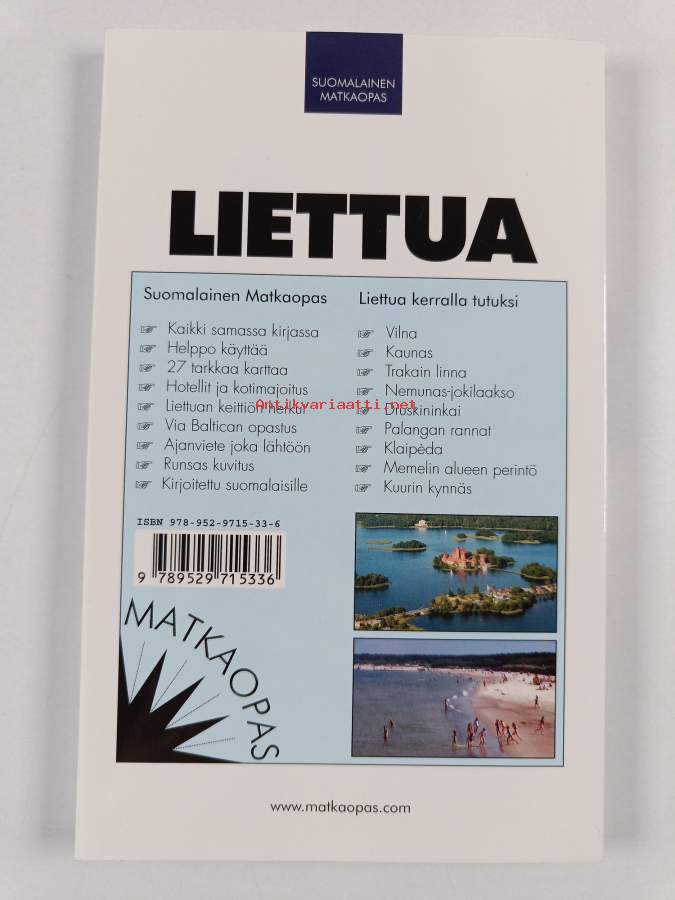 SUOMALAINEN
MATKAOPAS
LIETTUA
Suomalainen Matkaopas
Kaikki samassa kirjassa
Helppo käyttää
27 tarkkaa karttaa
Hotellit ja kotimajoitus
Liettuan keittiön herkut
Via Baltican opastus
Ajanviete joka lähtöön
Runsas kuvitus
Kirjoitettu suomalaisille
Liettua kerralla tutuksi
Vilna
Kaunas
Trakain linna
Nemunas-jokilaakso
Druskininkai
Palangan rannat
Klaipėda
Memelin alueen perintö
Kuurin kynnäs
Antikvariaatti.net
ISBN 978-952-9715-33-6
9 789529 715336
MATKAOPAS
www.matkaopas.com